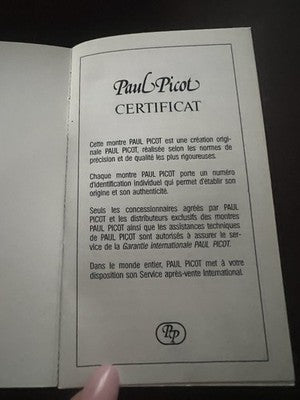 Paul Picot
CERTIFICAT
Cette montre PAUL PICOT est une création origi-
nale PAUL PICOT, réalisée selon les normes de
précision et de qualité les plus rigoureuses.
Chaque montre PAUL PICOT porte un numéro
d'identification individuel qui permet d'établir son
origine et son authenticité.
Seuls les concessionnaires agréés par PAUL
PICOT et les distributeurs exclusifs des montres
PAUL PICOT ainsi que les assistances techniques
de PAUL PICOT sont autorisés à assurer le ser-
vice de la Garantie internationale PAUL PICOT.
Dans le monde entier, PAUL PICOT met à votre
disposition son Service après-vente International.
PP